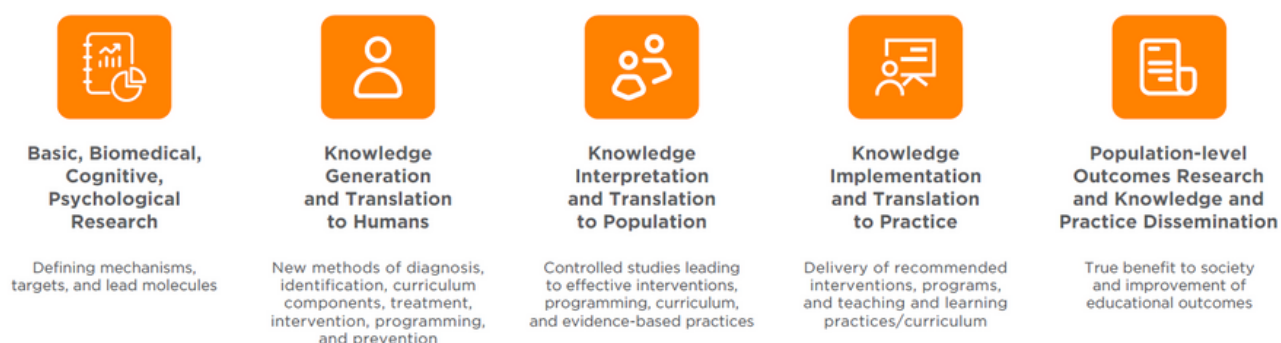 Basic, Biomedical,
Cognitive,
Psychological
Research
Defining mechanisms,
targets, and lead molecules
Knowledge
Generation
and Translation
to Humans
New methods of diagnosis,
identification, curriculum
components, treatment,
intervention, programming,
and prevention
Knowledge
Interpretation
and Translation
to Population
Controlled studies leading
to effective interventions,
programming, curriculum,
and evidence-based practices
Knowledge
Implementation
and Translation
to Practice
Delivery of recommended
interventions, programs,
and teaching and learning
practices/curriculum
Population-level
Outcomes Research
and Knowledge and
Practice Dissemination
True benefit to society
and improvement of
educational outcomes